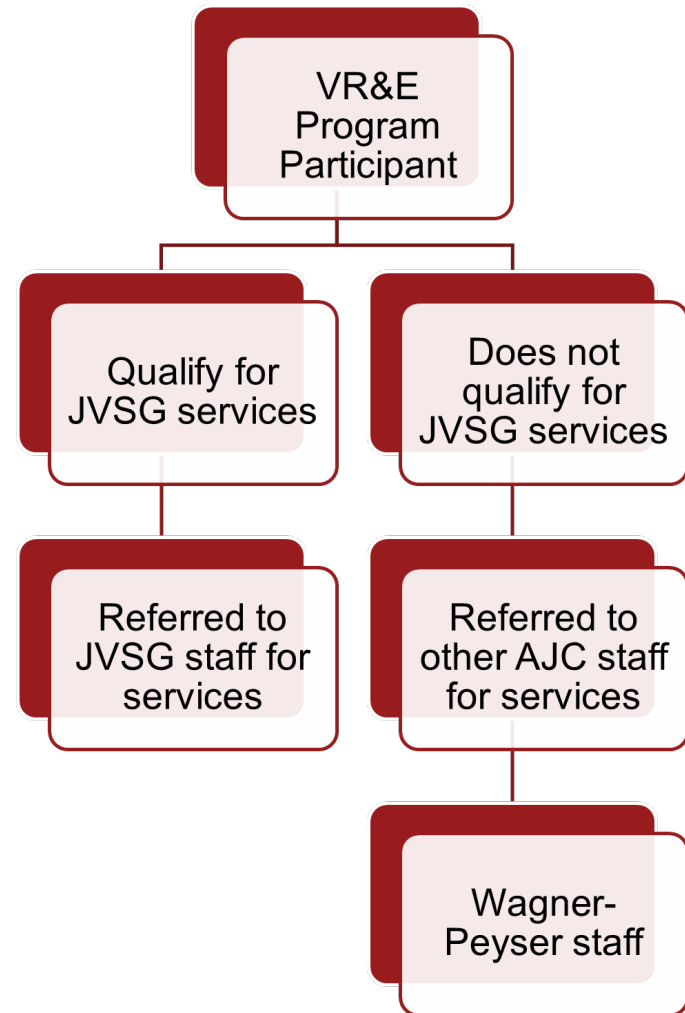 VR&E
Program
Participant
Qualify for
JVSG services
Does not
qualify for
JVSG services
Referred to
JVSG staff for
services
Referred to
other AJC staff
for services
Wagner-
Peyser staff